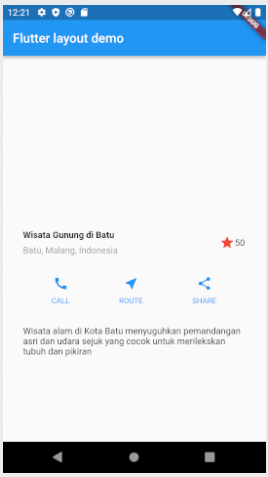 12:21
Flutter layout demo
Wisata Gunung di Batu
Batu, Malang, Indonesia
50
CALL
ROUTE
SHARE
Wisata alam di Kota Batu menyuguhkan pemandangan
asri dan udara sejuk yang cocok untuk merilekskan
tubuh dan pikiran